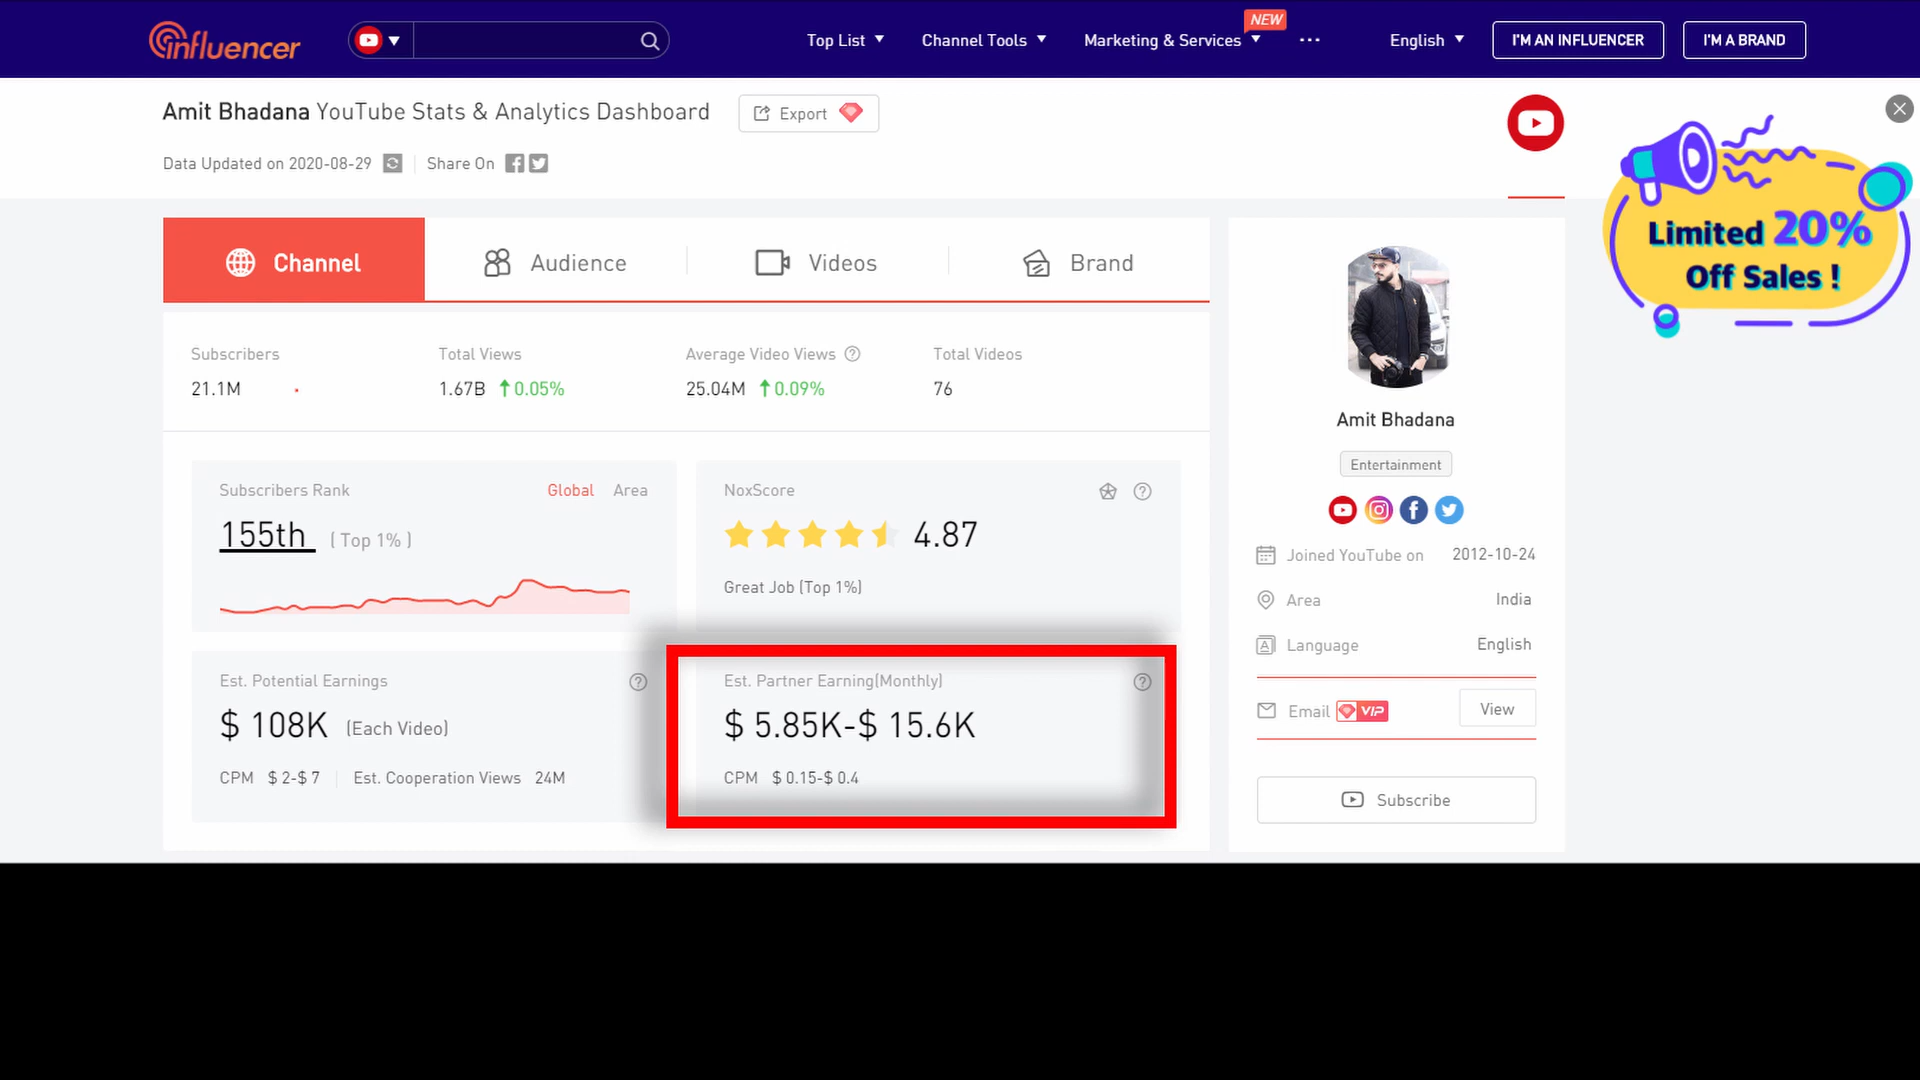 influencer
Top List
Channel Tools
Marketing & Services
NEW
English
I'M AN INFLUENCER
I'M A BRAND
Amit Bhadana YouTube Stats & Analytics Dashboard
Export
Data Updated on 2020-08-29
Share On
Limited 20%
Off Sales !
Channel
Audience
Videos
Brand
Subscribers
21.1M
Total Views
1.67B 0.05%
Average Video Views
25.04M 0.09%
Total Videos
76
Subscribers Rank
Global
Area
155th ( Top 1% )
NoxScore
4.87
Great Job (Top 1%)
Est. Potential Earnings
$ 108K (Each Video)
CPM $ 2-$ 7
Est. Cooperation Views 24M
Est. Partner Earning(Monthly)
$ 5.85K-$ 15.6K
CPM $ 0.15-$ 0.4
Amit Bhadana
Entertainment
Joined YouTube on 2012-10-24
Area India
Language English
Email VIP
View
Subscribe